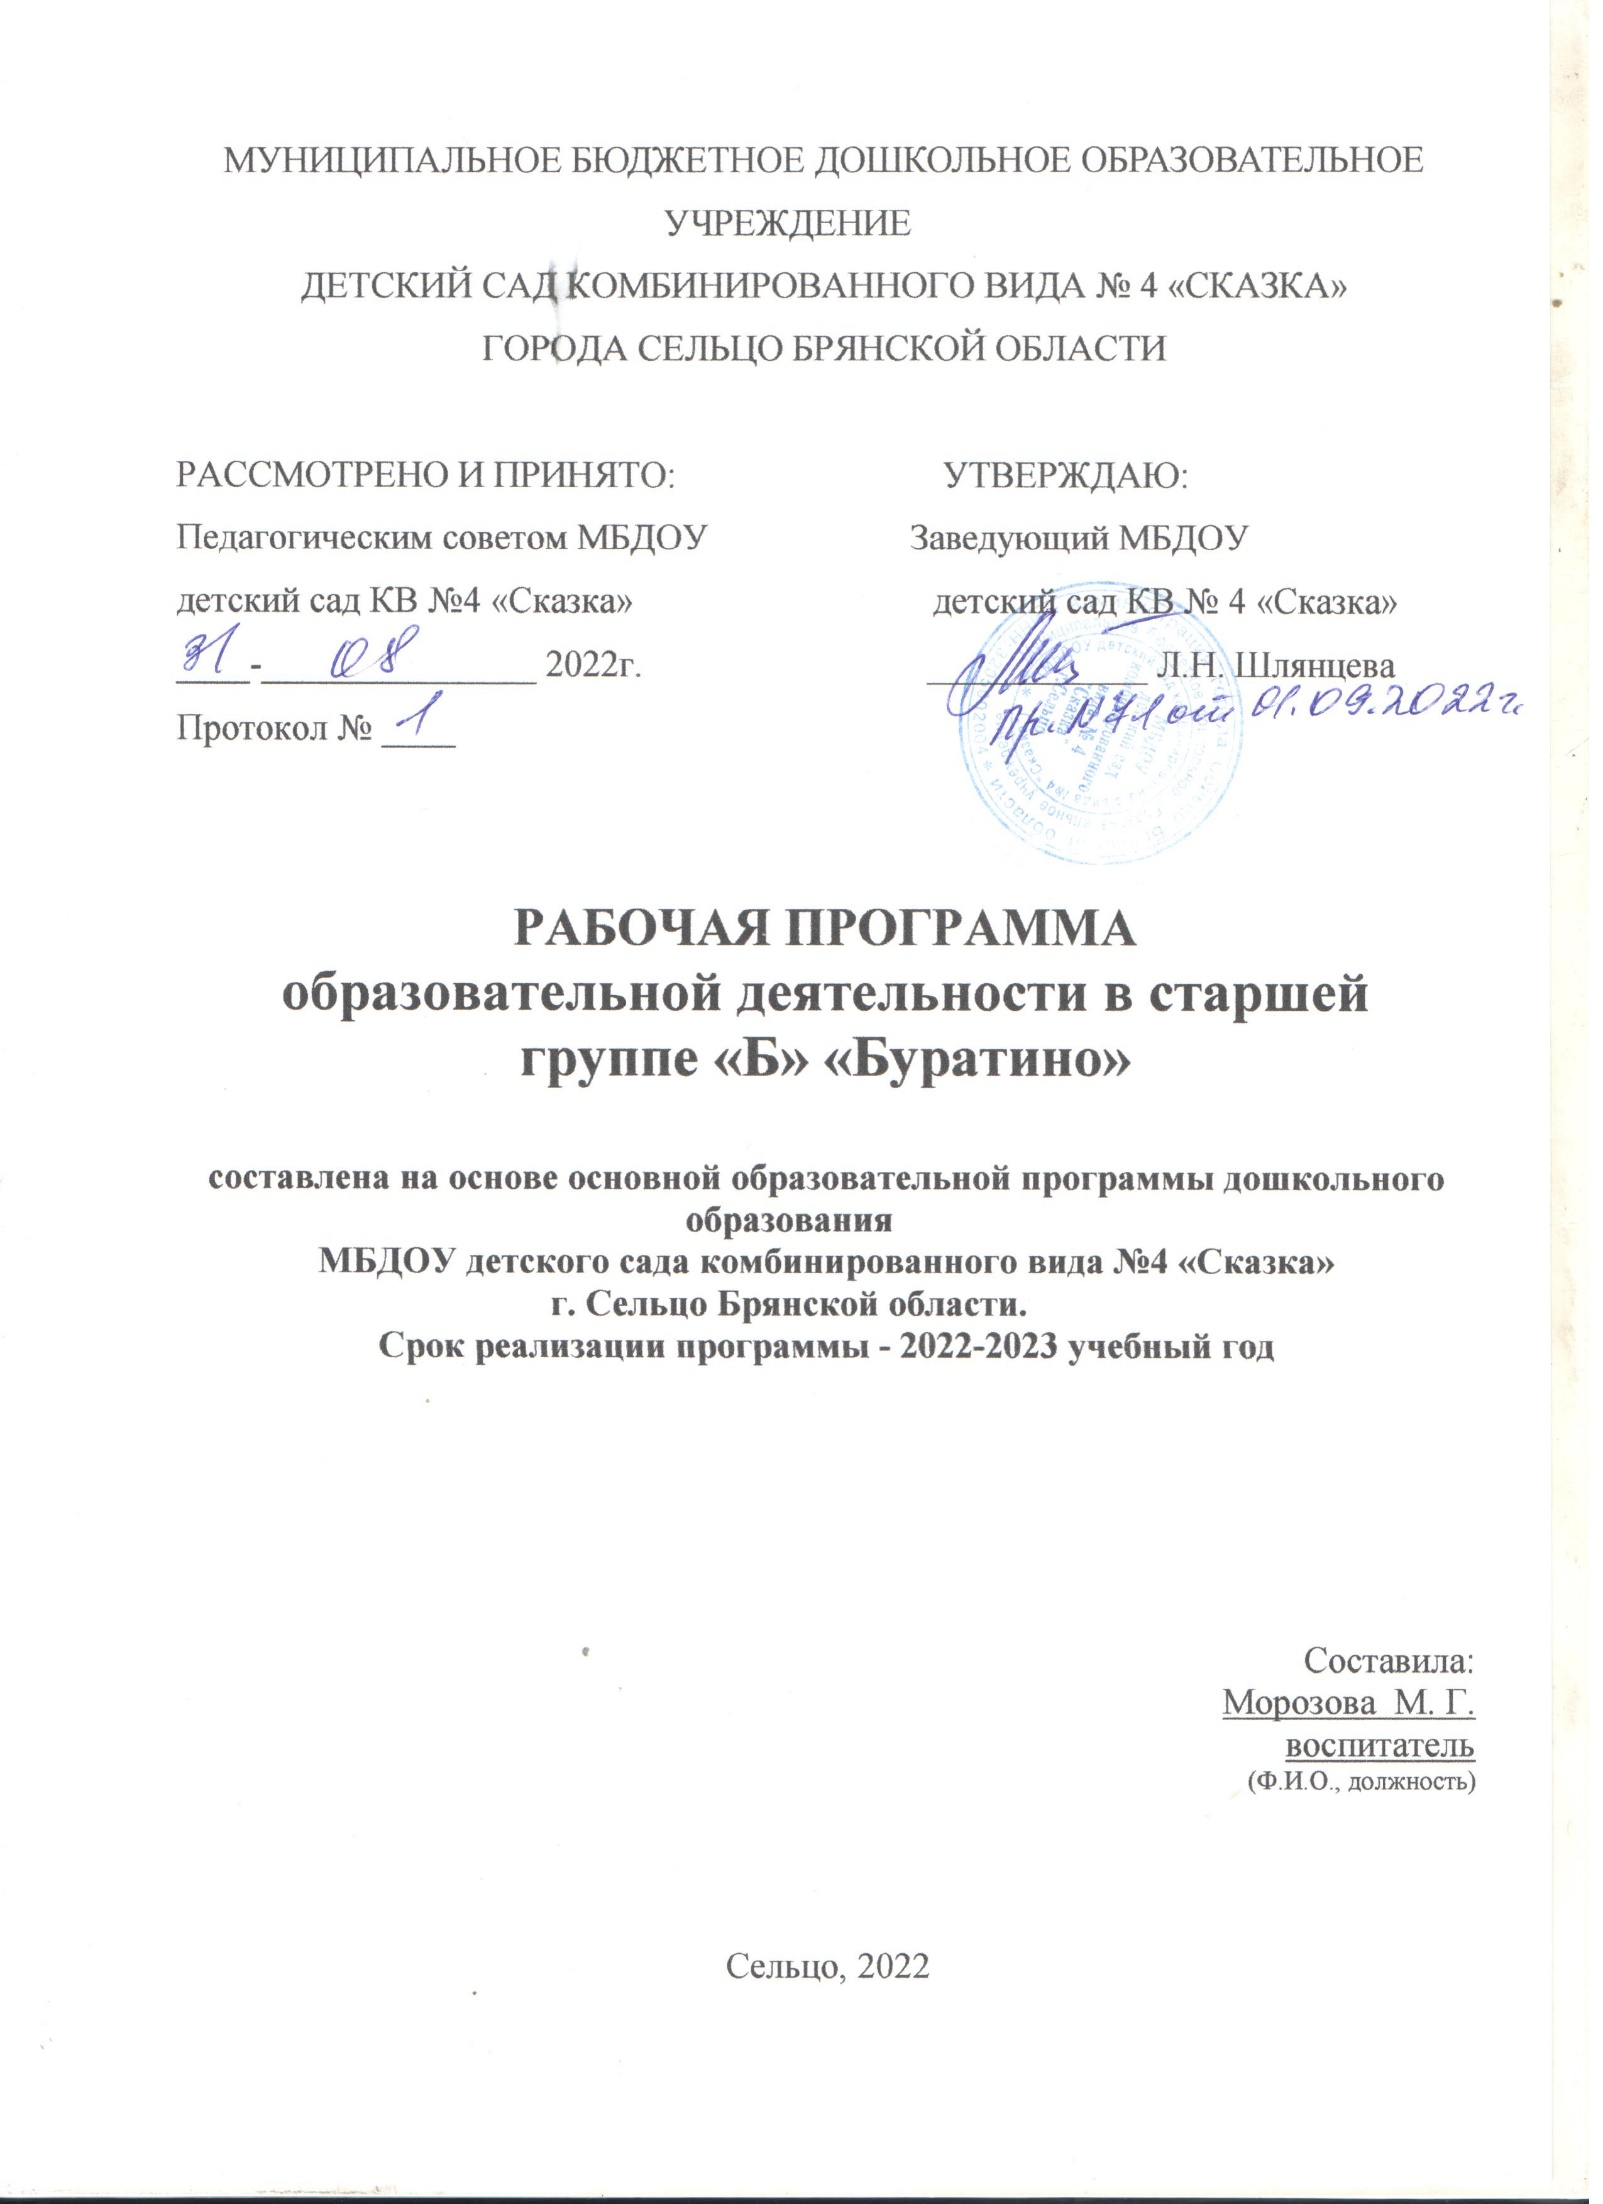 МУНИЦИПАЛЬНОЕ БЮДЖЕТНОЕ ДОШКОЛЬНОЕ ОБРАЗОВАТЕЛЬНОЕ
УЧРЕЖДЕНИЕ
ДЕТСКИЙ САД КОМБИНИРОВАННОГО ВИДА № 4 «СКАЗКА»
ГОРОДА СЕЛЬЦО БРЯНСКОЙ ОБЛАСТИ
РАССМОТРЕНО И ПРИНЯТО:
Педагогическим советом МБДОУ
детский сад КВ №4 «Сказка»
31 - 08 2022г.
Протокол № 1
УТВЕРЖДАЮ:
Заведующий МБДОУ
детский сад КВ № 4 «Сказка»
Л.Н. Шлянцева
Пр. №71 от 01.09.2022г
РАБОЧАЯ ПРОГРАММА
образовательной деятельности в старшей
группе «Б» «Буратино»
составлена на основе основной образовательной программы дошкольного
образования
МБДОУ детского сада комбинированного вида №4 «Сказка»
г. Сельцо Брянской области.
Срок реализации программы - 2022-2023 учебный год
Составила:
Морозова М. Г.
воспитатель
(Ф.И.О., должность)
Сельцо, 2022